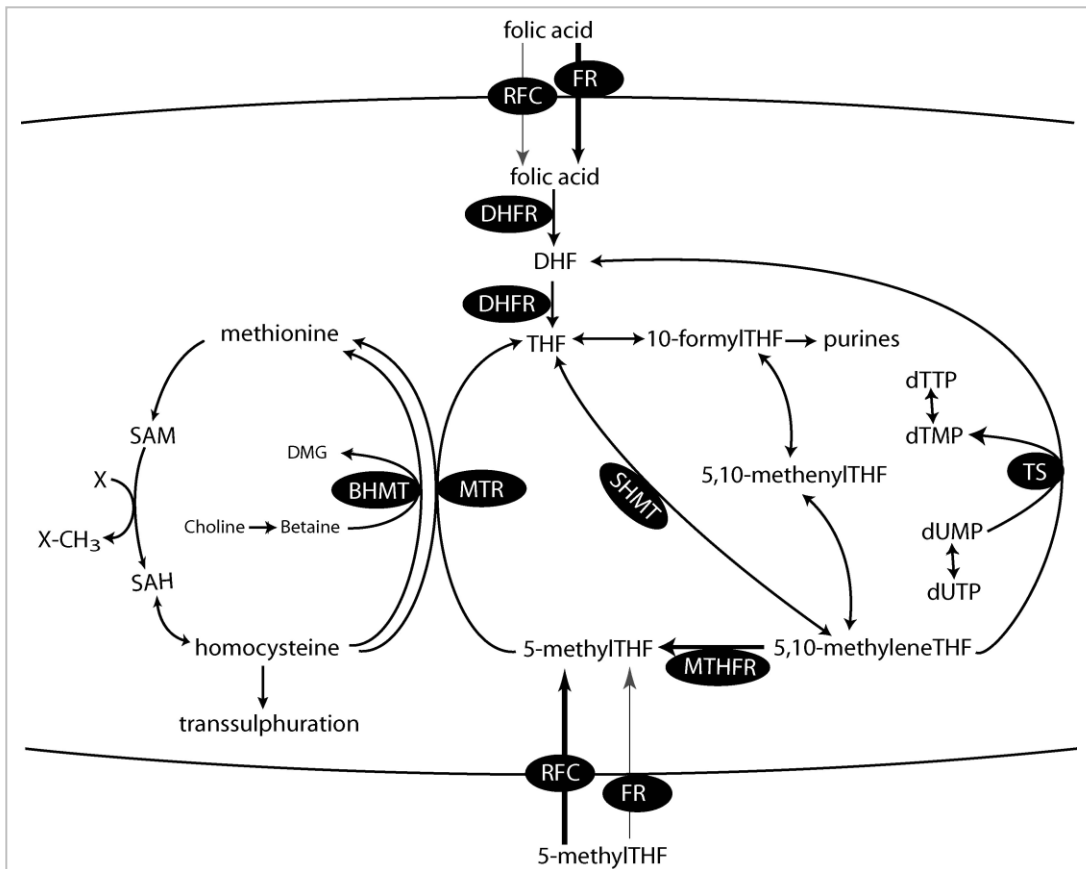 folic acid
RFC
FR
folic acid
DHFR
DHF
DHFR
THF
10-formylTHF
purines
methionine
dTTP
dTMP
SAM
DMG
X
BHMT
MTR
SHMT
5,10-methenylTHF
TS
Choline
Betaine
X-CH3
dUMP
SAH
dUTP
homocysteine
5-methylTHF
MTHFR
5,10-methyleneTHF
transsulphuration
RFC
FR
5-methylTHF